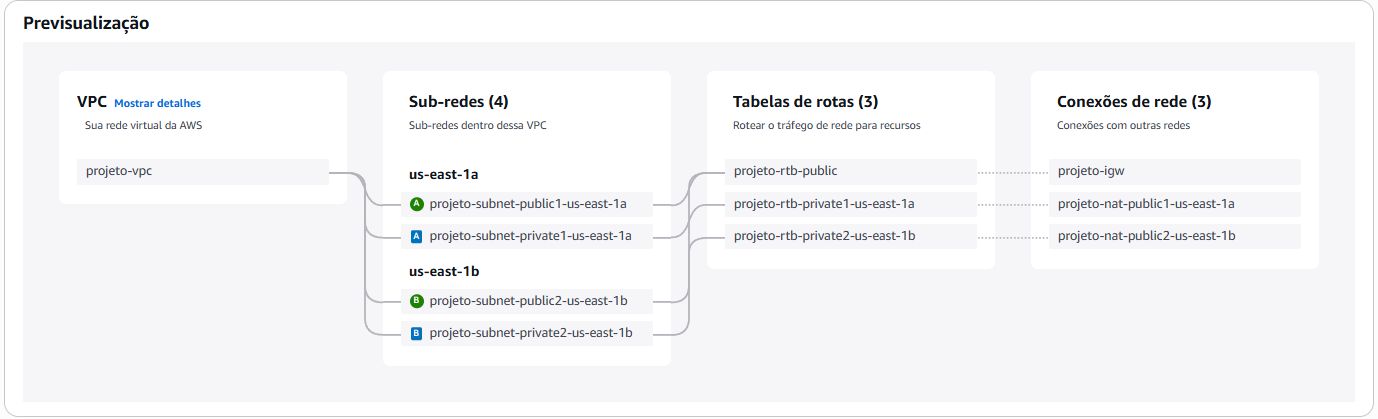 Previsualização
VPC Mostrar detalhes
Sua rede virtual da AWS
projeto-vpc
Sub-redes (4)
Sub-redes dentro dessa VPC
us-east-1a
A projeto-subnet-public1-us-east-1a
A projeto-subnet-private1-us-east-1a
us-east-1b
B projeto-subnet-public2-us-east-1b
B projeto-subnet-private2-us-east-1b
Tabelas de rotas (3)
Rotear o tráfego de rede para recursos
projeto-rtb-public
projeto-rtb-private1-us-east-1a
projeto-rtb-private2-us-east-1b
Conexões de rede (3)
Conexões com outras redes
projeto-igw
projeto-nat-public1-us-east-1a
projeto-nat-public2-us-east-1b